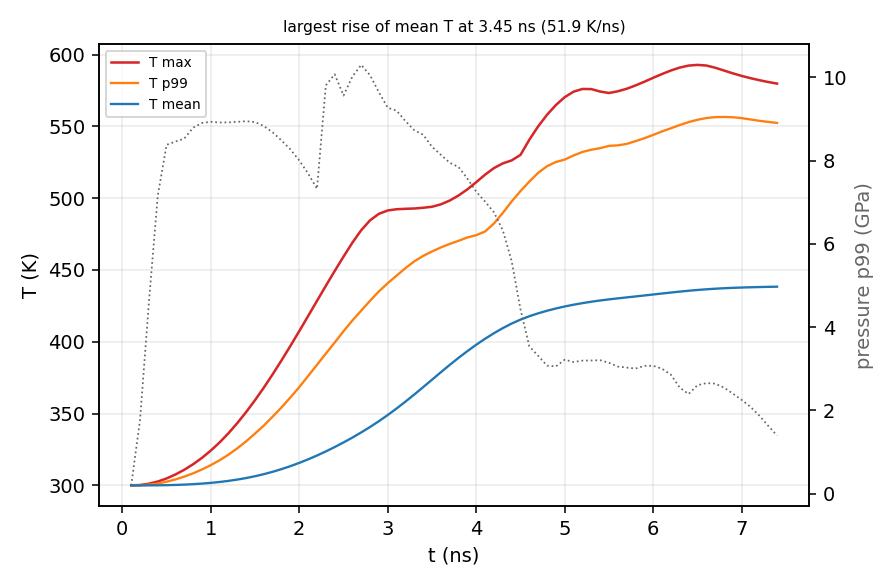 largest rise of mean T at 3.45 ns (51.9 K/ns)
T max
T p99
T mean
600
550
500
450
400
350
300
T (K)
10
8
6
4
2
0
pressure p99 (GPa)
0 1 2 3 4 5 6 7
t (ns)